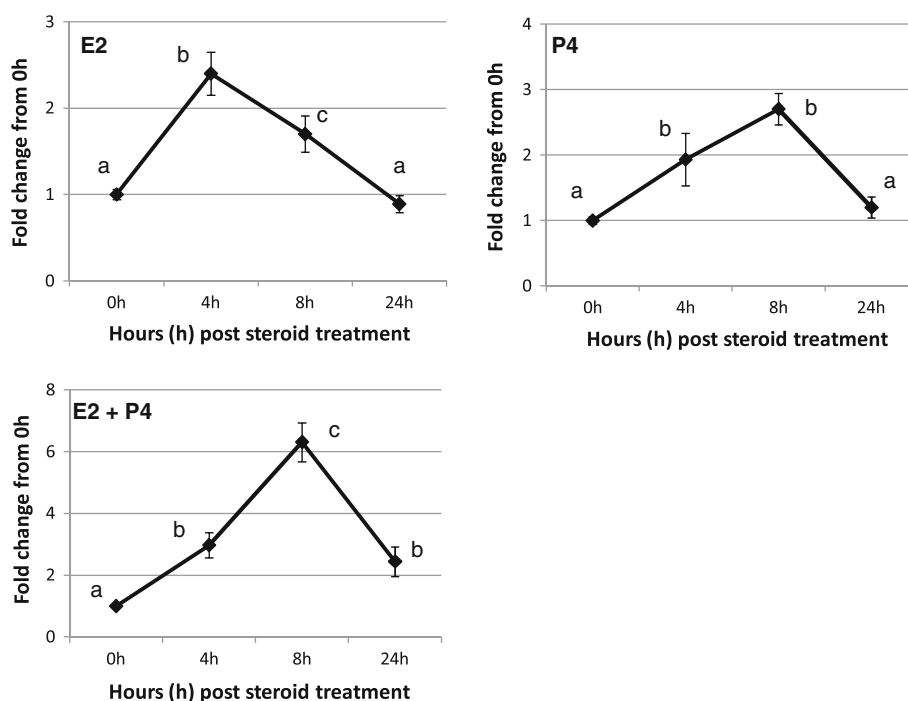 E2
Fold change from 0h
3
2
1
0
a
b
c
a
0h 4h 8h 24h
Hours (h) post steroid treatment
P4
Fold change from 0h
4
3
2
1
0
a
b
b
a
0h 4h 8h 24h
Hours (h) post steroid treatment
E2 + P4
Fold change from 0h
8
6
4
2
0
a
b
c
b
0h 4h 8h 24h
Hours (h) post steroid treatment